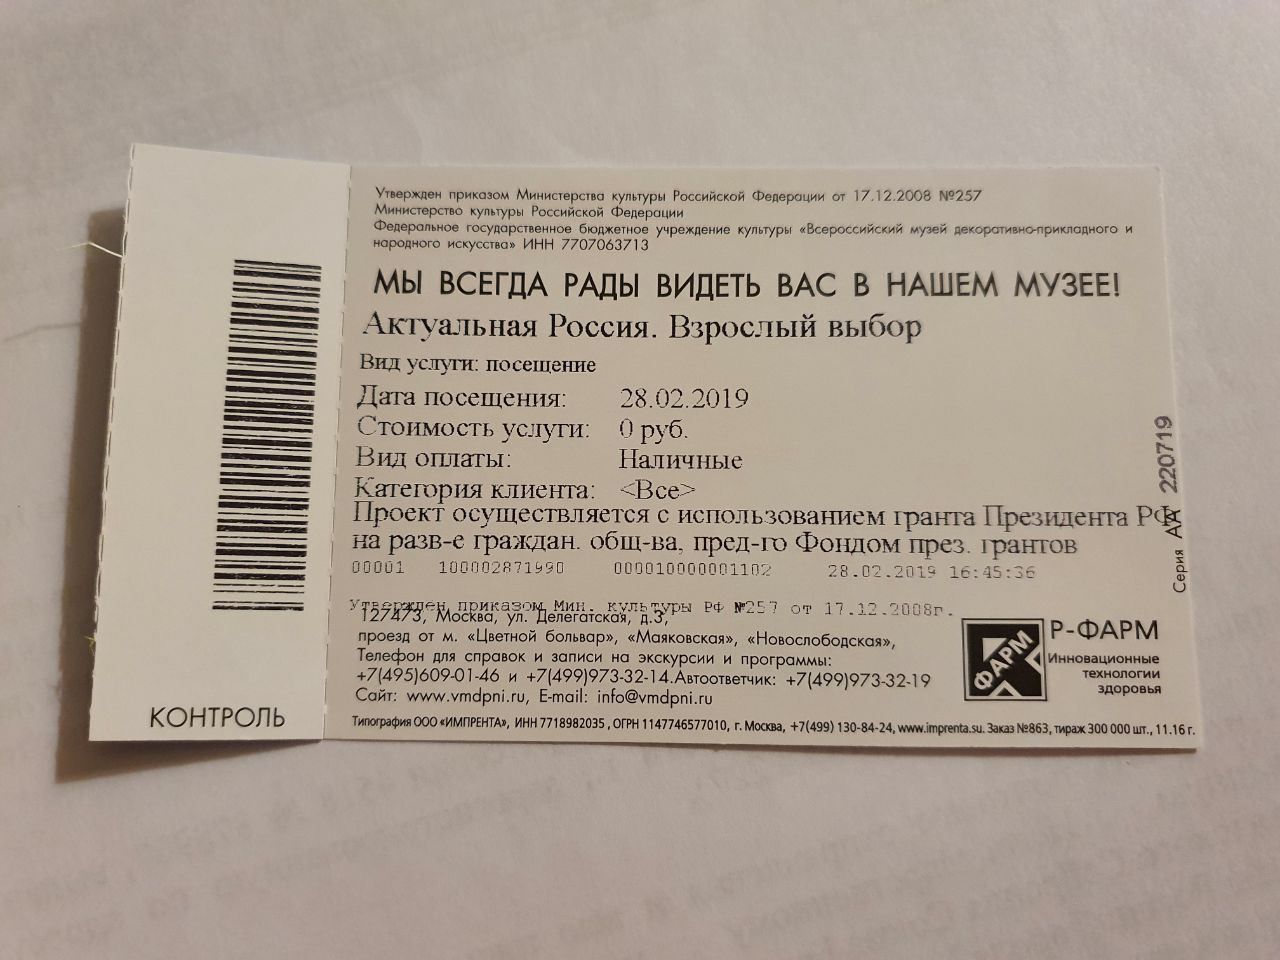 Утвержден приказом Министерства культуры Российской Федерации от 17.12.2008 №257
Министерство культуры Российской Федерации
Федеральное государственное бюджетное учреждение культуры «Всероссийский музей декоративно-прикладного и
народного искусства» ИНН 7707063713
МЫ ВСЕГДА РАДЫ ВИДЕТЬ ВАС В НАШЕМ МУЗЕЕ!
Актуальная Россия. Взрослый выбор
Вид услуги: посещение
Дата посещения: 28.02.2019
Стоимость услуги: 0 руб.
Вид оплаты: Наличные
Категория клиента: <Все>
Проект осуществляется с использованием гранта Президента РФ
на разв-е граждан. общ-ва, пред-го Фондом през. грантов
00001 100002871990 000010000001102 28.02.2019 16:45:36
Утвержден приказом Мин. культуры РФ №257 от 17.12.2008г.
127473, Москва, ул. Делегатская, д.3,
проезд от м. «Цветной больвар», «Маяковская», «Новослободская»,
Телефон для справок и записи на экскурсии и программы:
+7(495)609-01-46 и +7(499)973-32-14.Автоответчик: +7(499)973-32-19
Сайт: www.vmdpni.ru, E-mail: info@vmdpni.ru
Типография ООО «ИМПРЕНТА», ИНН 7718982035, ОГРН 1147746577010, г. Москва, +7(499) 130-84-24, www.imprenta.su. Заказ №863, тираж 300 000 шт., 11.16 г.
ФАРМ
Р-ФАРМ
Инновационные
технологии
здоровья
Серия АА 220719
КОНТРОЛЬ